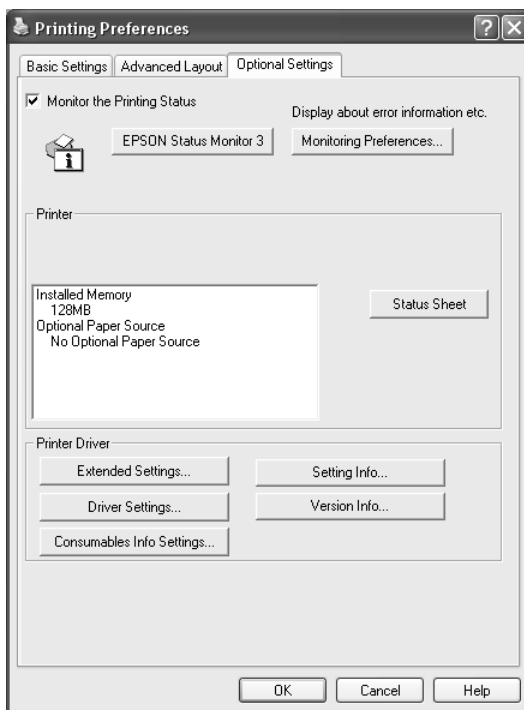 Printing Preferences
Basic Settings Advanced Layout Optional Settings
Monitor the Printing Status
Display about error information etc.
EPSON Status Monitor 3 Monitoring Preferences...
Printer
Installed Memory
128MB
Optional Paper Source
No Optional Paper Source
Status Sheet
Printer Driver
Extended Settings... Setting Info...
Driver Settings... Version Info...
Consumables Info Settings...
OK Cancel Help